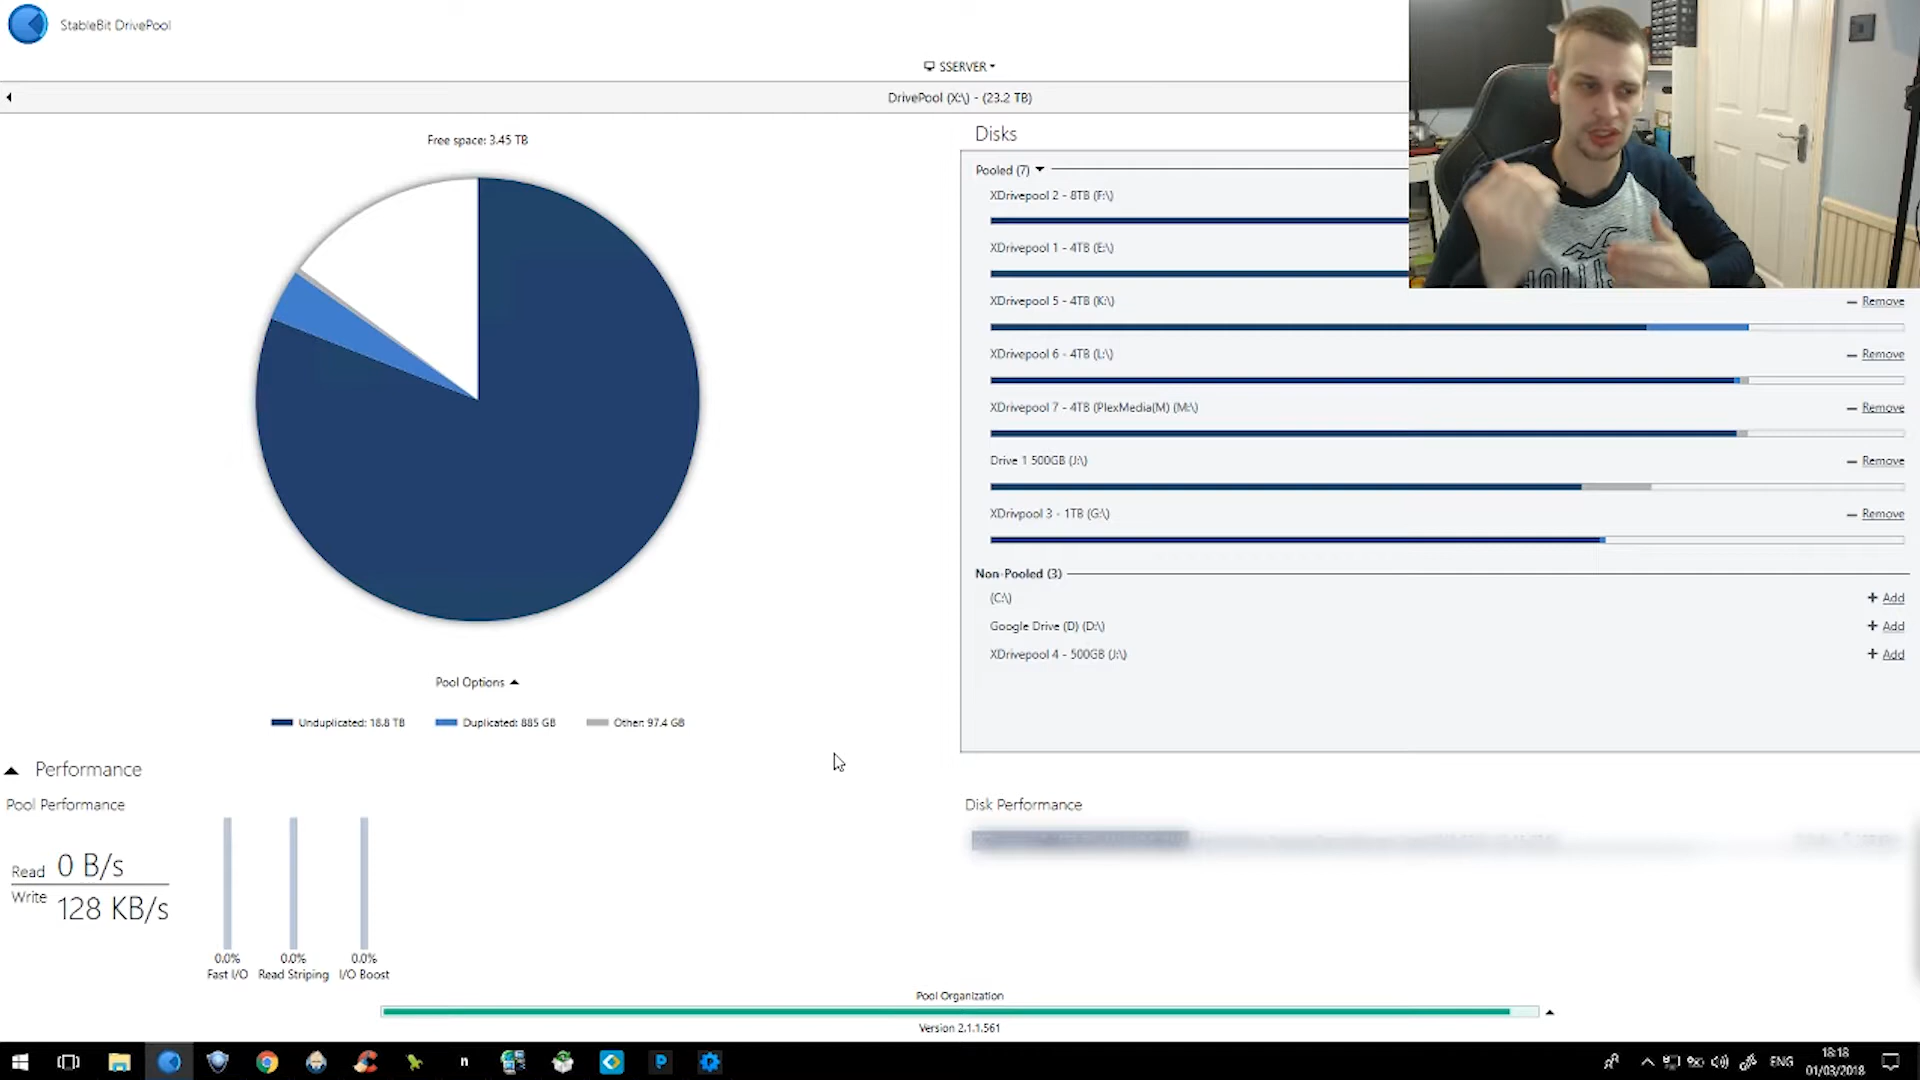 StableBit DrivePool
SSERVER
DrivePool (X:\) - (23.2 TB)
Free space: 3.45 TB
Pool Options
Unduplicated: 18.8 TB
Duplicated: 885 GB
Other: 97.4 GB
Disks
Pooled (7)
XDrivepool 2 - 8TB (F:\)
XDrivepool 1 - 4TB (E:\)
XDrivepool 5 - 4TB (K:\) Remove
XDrivepool 6 - 4TB (L:\) Remove
XDrivepool 7 - 4TB (PlexMedia(M) (M:\) Remove
Drive 1 500GB (J:\) Remove
XDrivpool 3 - 1TB (G:\) Remove
Non-Pooled (3)
(C:\) + Add
Google Drive (D) (D:\) + Add
XDrivepool 4 - 500GB (J:\) + Add
Performance
Pool Performance
Read 0 B/s
Write 128 KB/s
0.0% 0.0% 0.0%
Fast I/O Read Striping I/O Boost
Disk Performance
Pool Organization
Version 2.1.1.561
ENG
18:18
01/03/2018